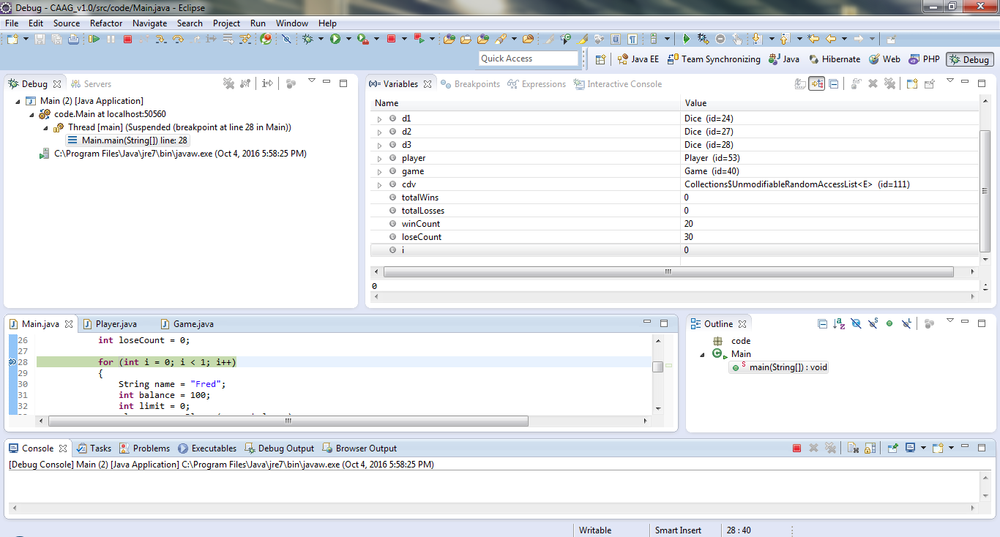 Debug - CAAG_v1.0/src/code/Main.java - Eclipse
File Edit Source Refactor Navigate Search Project Run Window Help
Quick Access Java EE Team Synchronizing Java Hibernate Web PHP Debug
Debug Servers
Main (2) [Java Application]
code.Main at localhost:50560
Thread [main] (Suspended (breakpoint at line 28 in Main))
Main.main(String[]) line: 28
C:\Program Files\Java\jre7\bin\javaw.exe (Oct 4, 2016 5:58:25 PM)
(x)= Variables Breakpoints Expressions Interactive Console
Name Value
d1 Dice (id=24)
d2 Dice (id=27)
d3 Dice (id=28)
player Player (id=53)
game Game (id=40)
cdv Collections$UnmodifiableRandomAccessList<E> (id=111)
totalWins 0
totalLosses 0
winCount 20
loseCount 30
i 0
0
Main.java Player.java Game.java
26 int loseCount = 0;
27
28 for (int i = 0; i < 1; i++)
29 {
30 String name = "Fred";
31 int balance = 100;
32 int limit = 0;
Outline
code
Main
main(String[]) : void
Console Tasks Problems Executables Debug Output Browser Output
[Debug Console] Main (2) [Java Application] C:\Program Files\Java\jre7\bin\javaw.exe (Oct 4, 2016 5:58:25 PM)
Writable Smart Insert 28 : 40